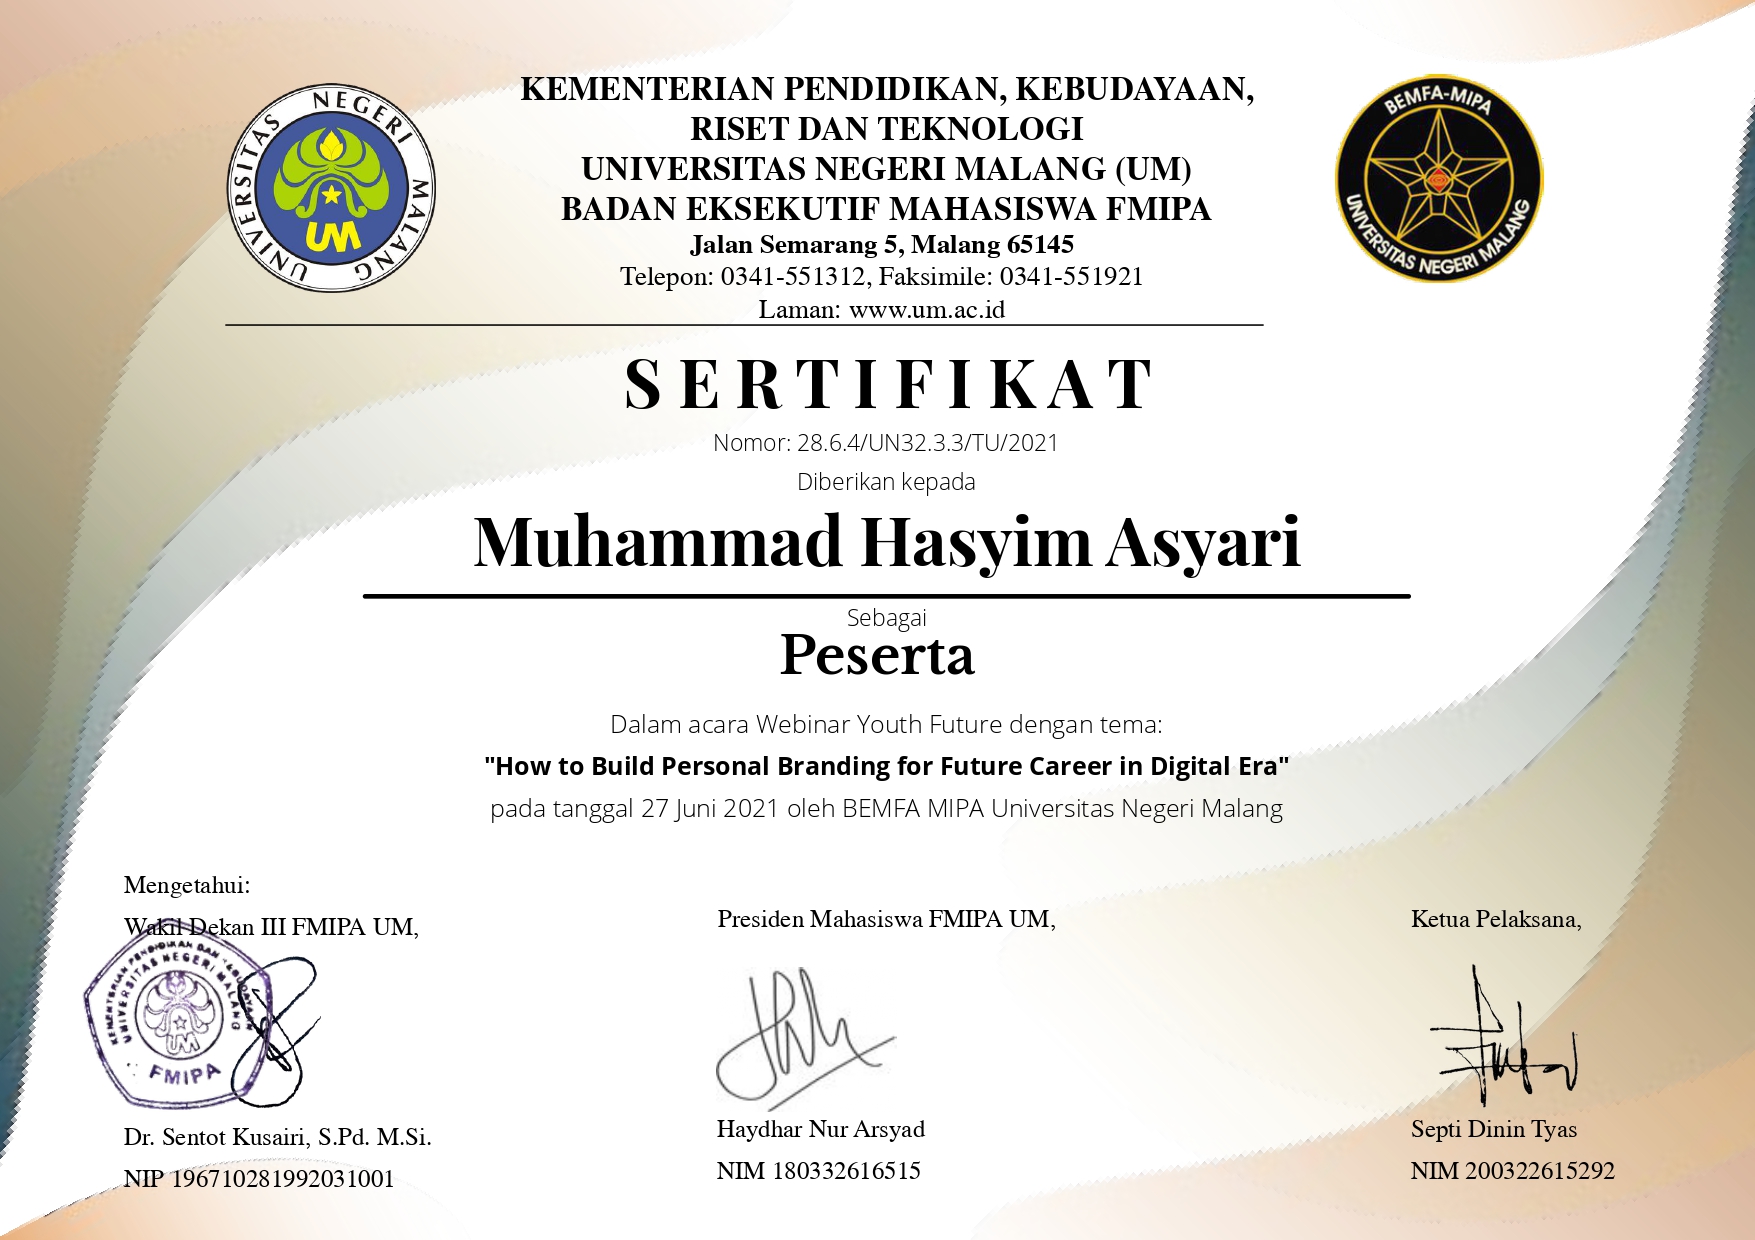 UNIVERSITAS NEGERI MALANG
UM
KEMENTERIAN PENDIDIKAN, KEBUDAYAAN,
RISET DAN TEKNOLOGI
UNIVERSITAS NEGERI MALANG (UM)
BADAN EKSEKUTIF MAHASISWA FMIPA
Jalan Semarang 5, Malang 65145
Telepon: 0341-551312, Faksimile: 0341-551921
Laman: www.um.ac.id
BEMFA-MIPA
UNIVERSITAS NEGERI MALANG
SERTIFIKAT
Nomor: 28.6.4/UN32.3.3/TU/2021
Diberikan kepada
Muhammad Hasyim Asyari
Sebagai
Peserta
Dalam acara Webinar Youth Future dengan tema:
"How to Build Personal Branding for Future Career in Digital Era"
pada tanggal 27 Juni 2021 oleh BEMFA MIPA Universitas Negeri Malang
Mengetahui:
Wakil Dekan III FMIPA UM,
KEMENTERIAN PENDIDIKAN DAN KEBUDAYAAN
UNIVERSITAS NEGERI MALANG
UM
FMIPA
Dr. Sentot Kusairi, S.Pd. M.Si.
NIP 196710281992031001
Presiden Mahasiswa FMIPA UM,
Haydhar Nur Arsyad
NIM 180332616515
Ketua Pelaksana,
Septi Dinin Tyas
NIM 200322615292